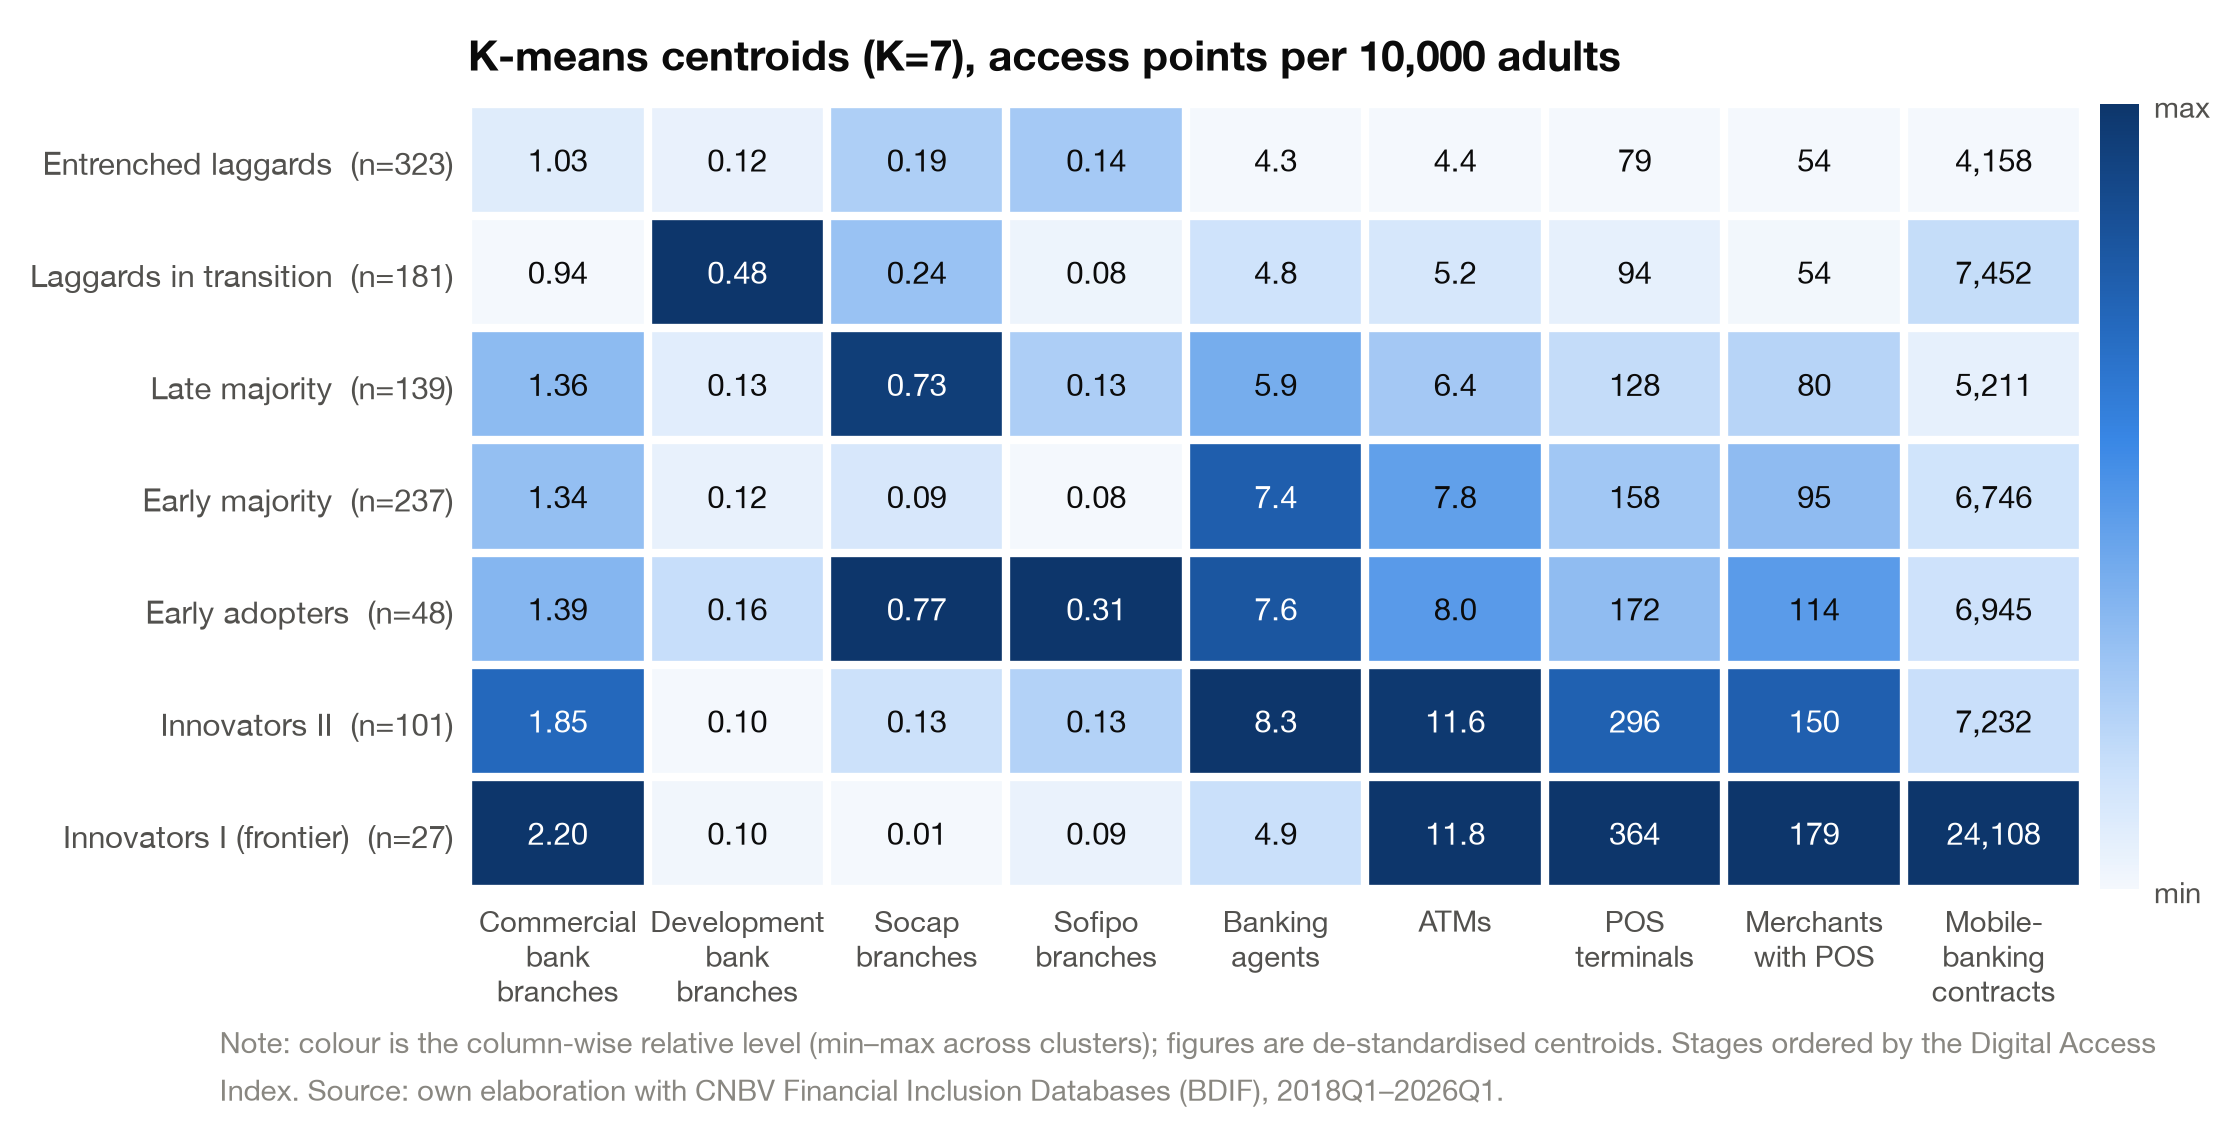 K-means centroids (K=7), access points per 10,000 adults
max
Entrenched laggards (n=323) 1.03 0.12 0.19 0.14 4.3 4.4 79 54 4,158
Laggards in transition (n=181) 0.94 0.48 0.24 0.08 4.8 5.2 94 54 7,452
Late majority (n=139) 1.36 0.13 0.73 0.13 5.9 6.4 128 80 5,211
Early majority (n=237) 1.34 0.12 0.09 0.08 7.4 7.8 158 95 6,746
Early adopters (n=48) 1.39 0.16 0.77 0.31 7.6 8.0 172 114 6,945
Innovators II (n=101) 1.85 0.10 0.13 0.13 8.3 11.6 296 150 7,232
Innovators I (frontier) (n=27) 2.20 0.10 0.01 0.09 4.9 11.8 364 179 24,108
min
Commercial Development Socap Sofipo Banking ATMs POS Merchants Mobile-
bank bank branches branches agents terminals with POS banking
branches branches contracts
Note: colour is the column-wise relative level (min–max across clusters); figures are de-standardised centroids. Stages ordered by the Digital Access
Index. Source: own elaboration with CNBV Financial Inclusion Databases (BDIF), 2018Q1–2026Q1.